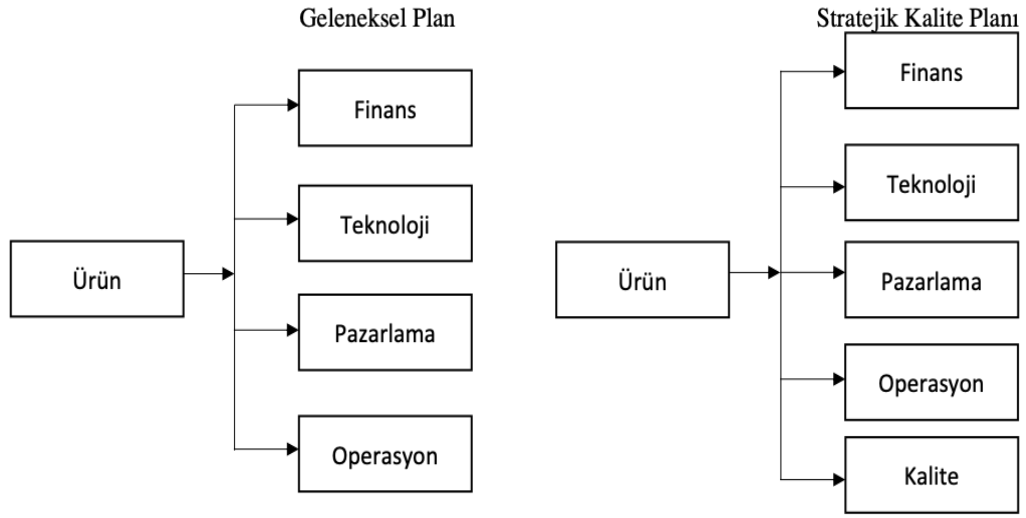 Geleneksel Plan
Finans
Teknoloji
Ürün
Pazarlama
Operasyon
Stratejik Kalite Planı
Finans
Teknoloji
Ürün
Pazarlama
Operasyon
Kalite